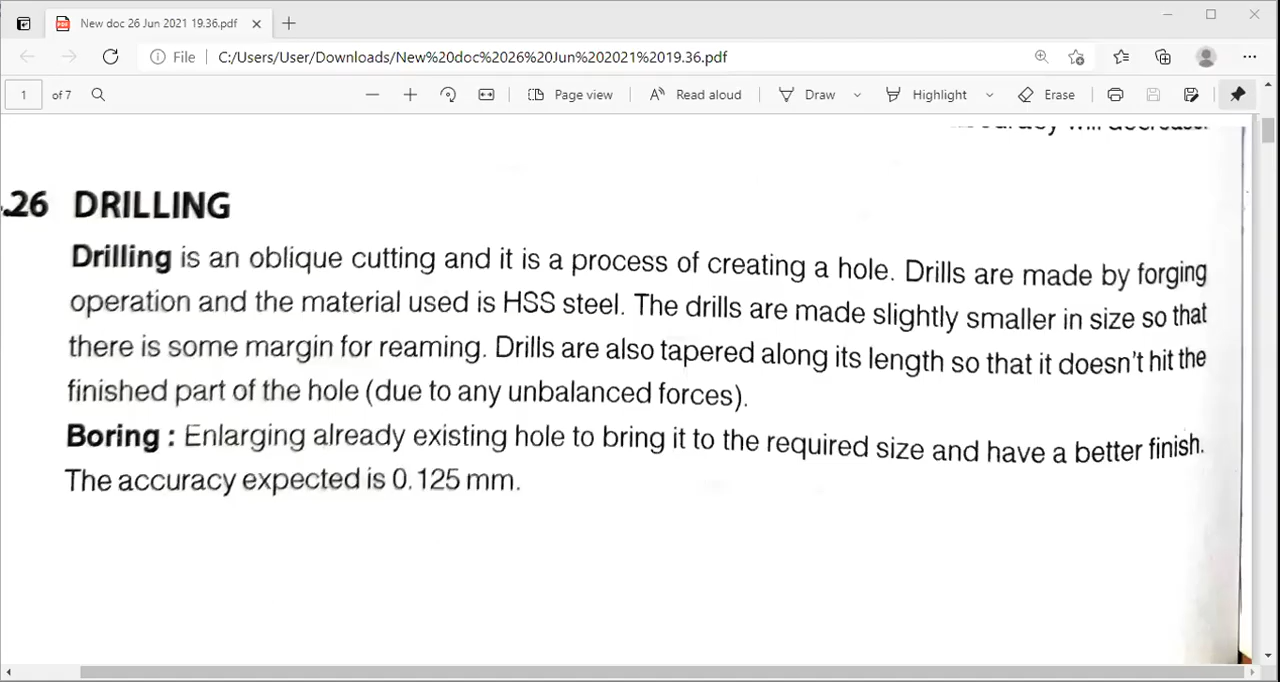 New doc 26 Jun 2021 19.36.pdf
File
C:/Users/User/Downloads/New%20doc%2026%20Jun%202021%2019.36.pdf
1 of 7
Page view
Read aloud
Draw
Highlight
Erase
.26 DRILLING
Drilling is an oblique cutting and it is a process of creating a hole. Drills are made by forging
operation and the material used is HSS steel. The drills are made slightly smaller in size so that
there is some margin for reaming. Drills are also tapered along its length so that it doesn't hit the
finished part of the hole (due to any unbalanced forces).
Boring : Enlarging already existing hole to bring it to the required size and have a better finish.
The accuracy expected is 0.125 mm.